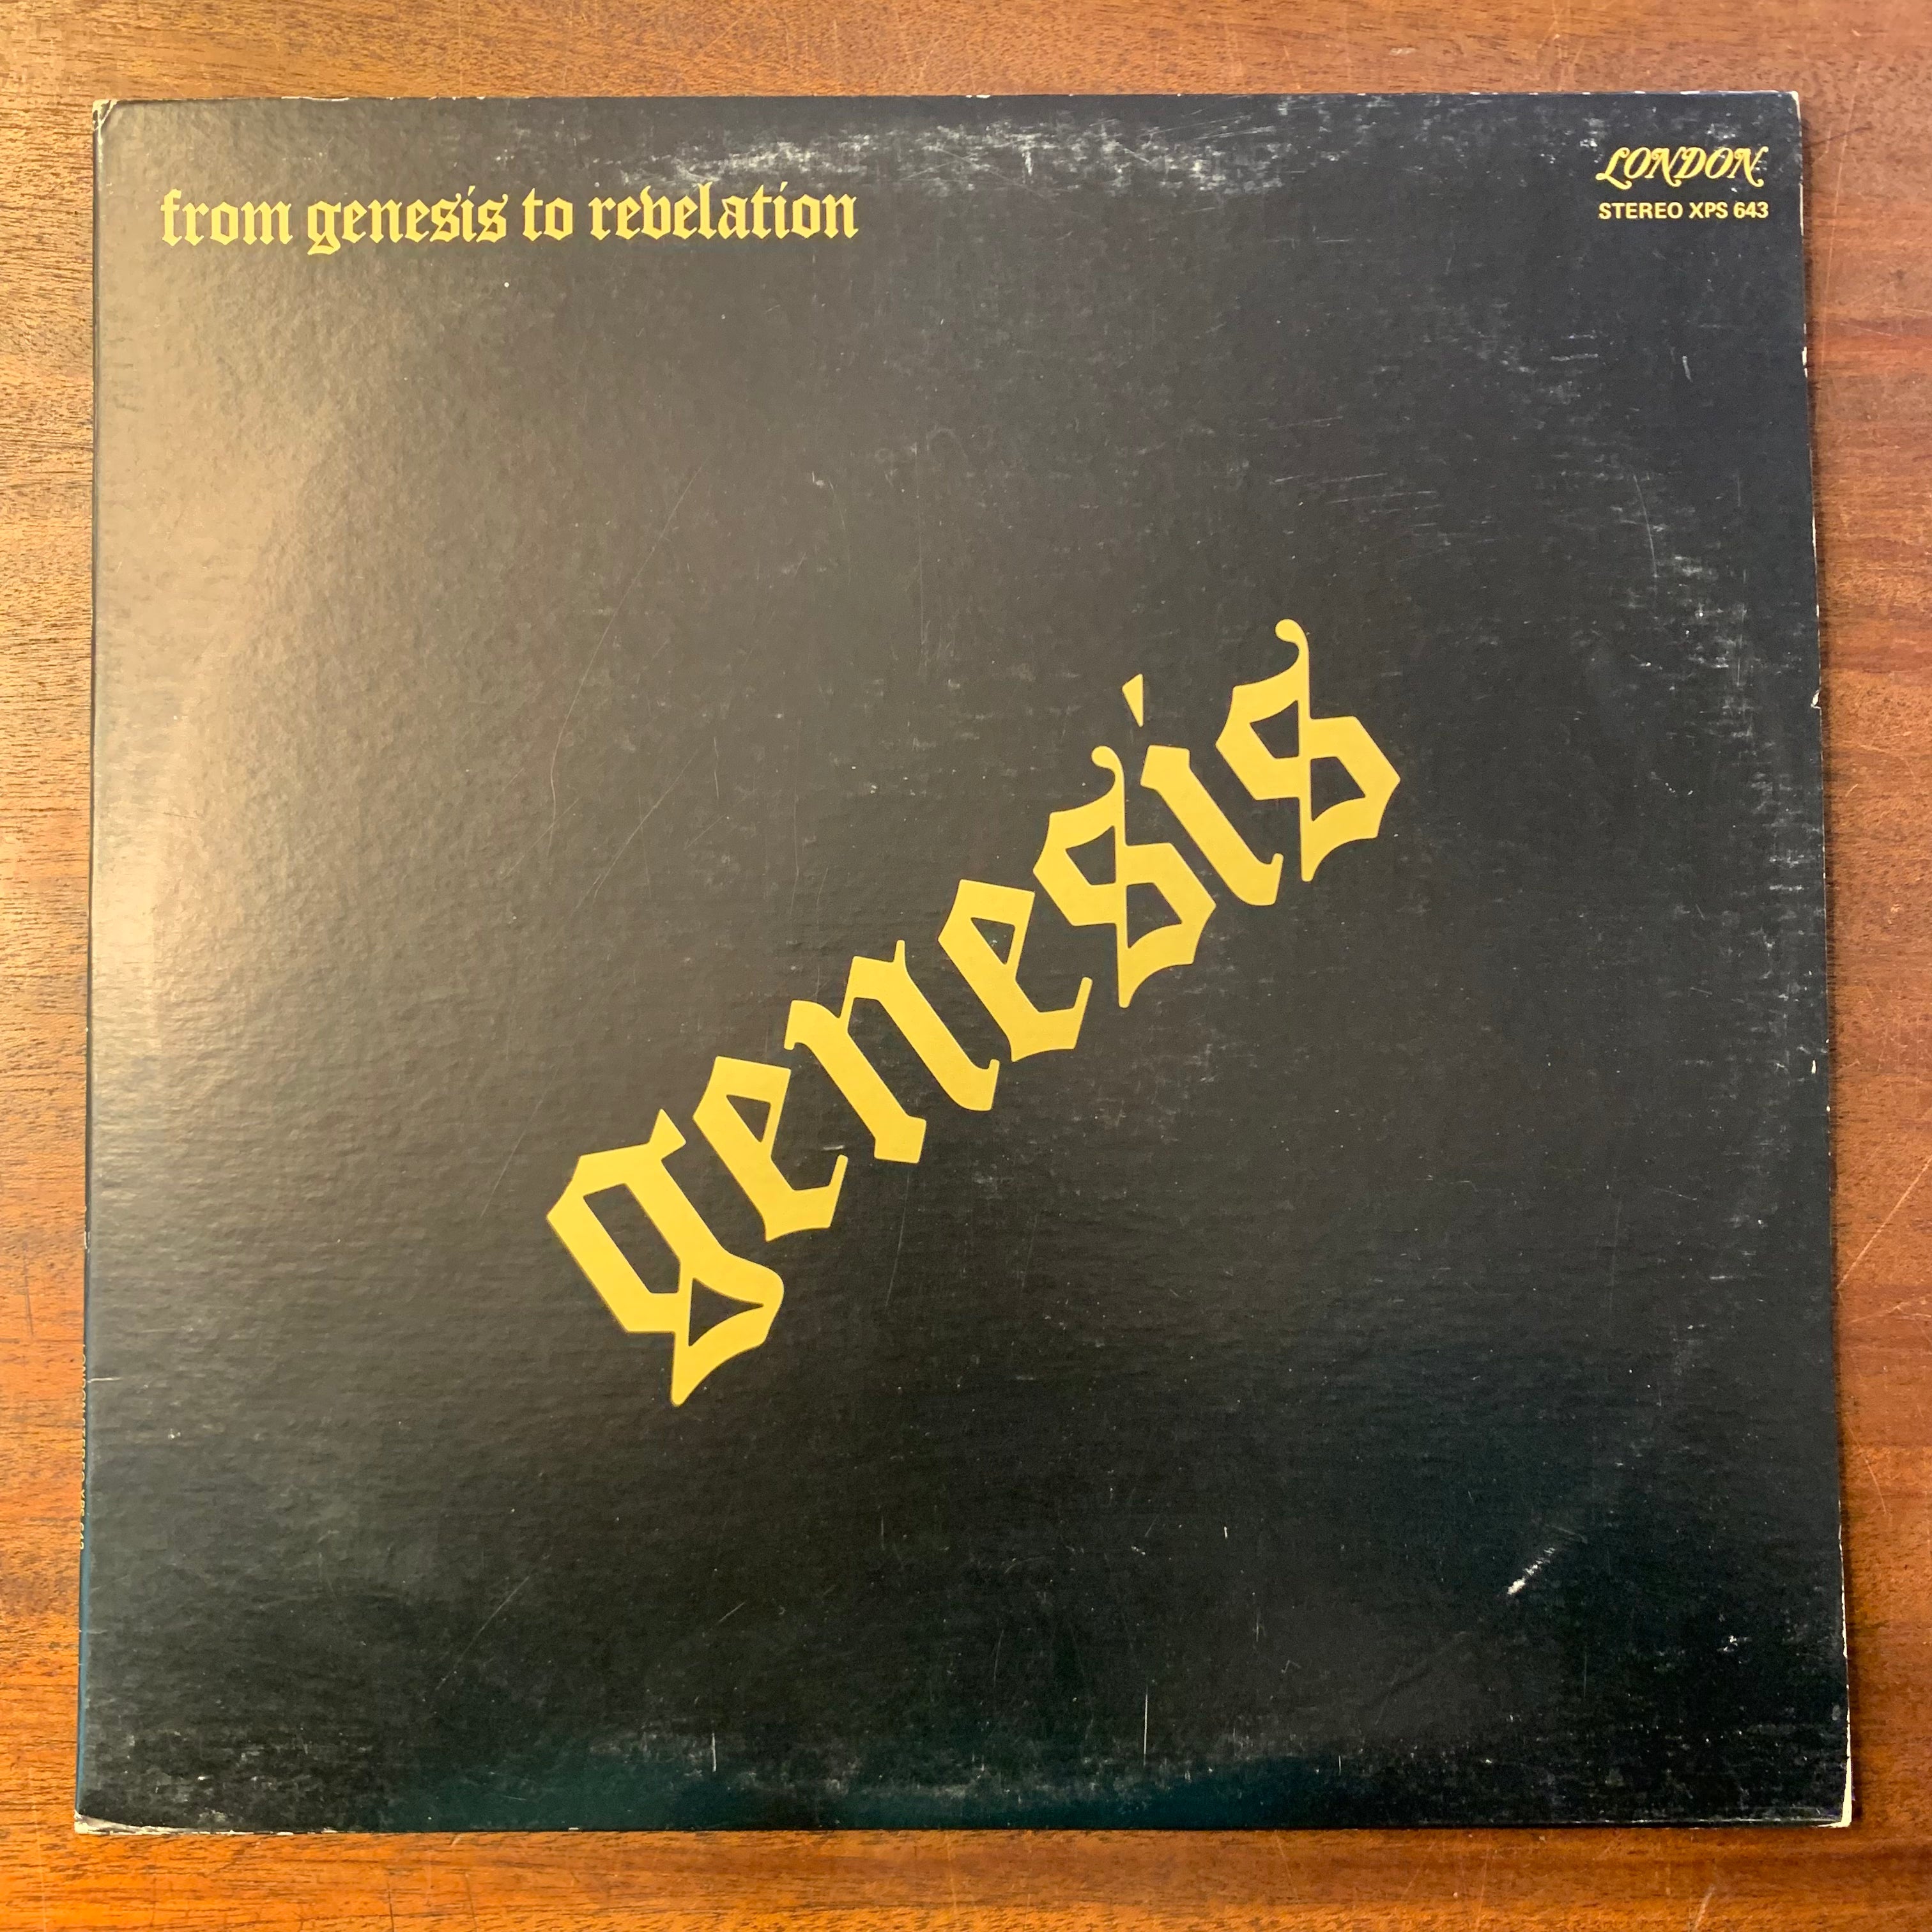 from genesis to revelation
LONDON
STEREO XPS 643
genesis